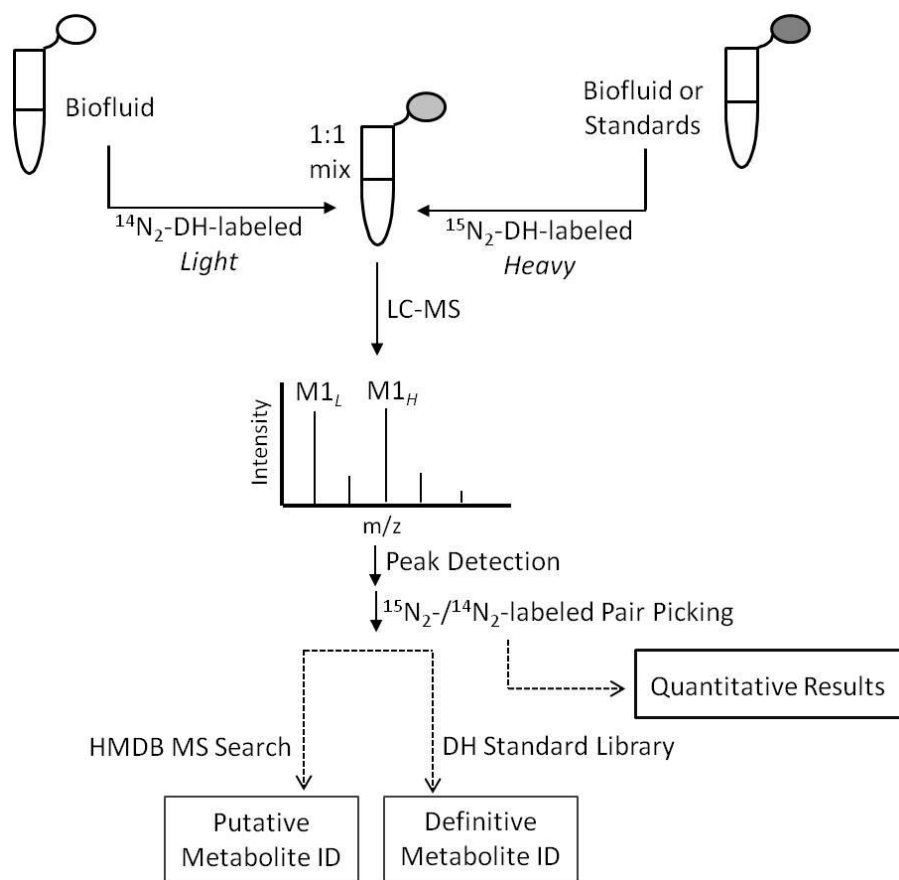 Biofluid
1:1
mix
Biofluid or
Standards
¹⁴N₂-DH-labeled
Light
¹⁵N₂-DH-labeled
Heavy
LC-MS
M1L
M1H
Intensity
m/z
Peak Detection
¹⁵N₂-/¹⁴N₂-labeled Pair Picking
Quantitative Results
HMDB MS Search
DH Standard Library
Putative
Metabolite ID
Definitive
Metabolite ID